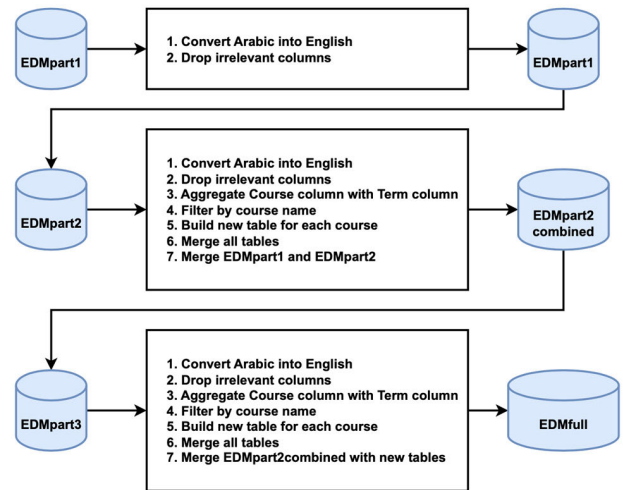 EDMpart1
1. Convert Arabic into English
2. Drop irrelevant columns
EDMpart1
EDMpart2
1. Convert Arabic into English
2. Drop irrelevant columns
3. Aggregate Course column with Term column
4. Filter by course name
5. Build new table for each course
6. Merge all tables
7. Merge EDMpart1 and EDMpart2
EDMpart2
combined
EDMpart3
1. Convert Arabic into English
2. Drop irrelevant columns
3. Aggregate Course column with Term column
4. Filter by course name
5. Build new table for each course
6. Merge all tables
7. Merge EDMpart2combined with new tables
EDMfull